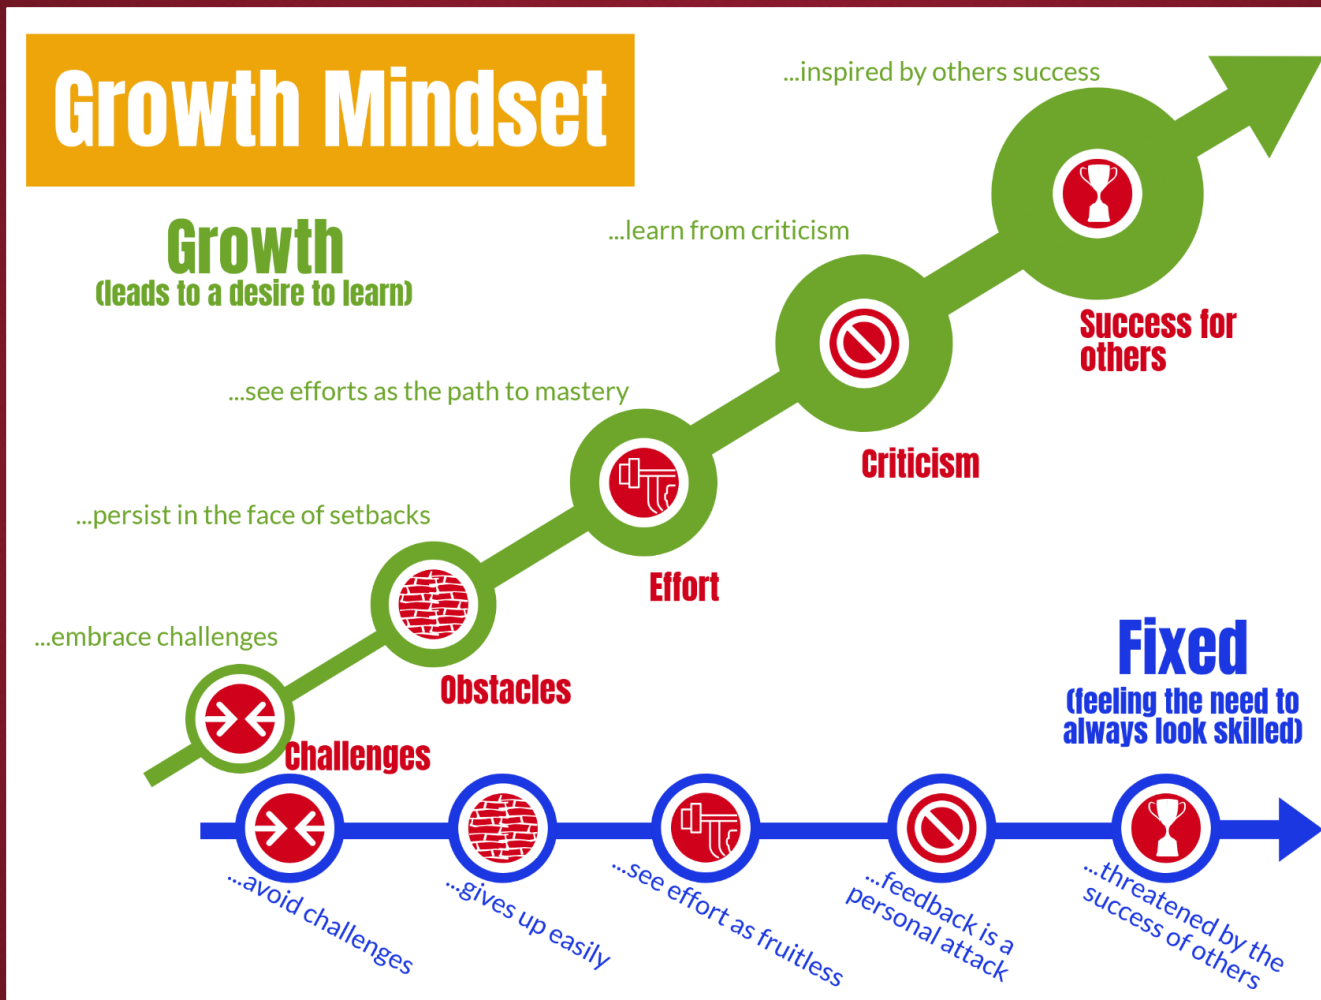 Growth Mindset
Growth
(leads to a desire to learn)
...inspired by others success
Success for
others
...learn from criticism
Criticism
...see efforts as the path to mastery
Effort
...persist in the face of setbacks
Obstacles
...embrace challenges
Challenges
Fixed
(feeling the need to
always look skilled)
...avoid challenges
...gives up easily
...see effort as fruitless
...feedback is a
personal attack
...threatened by the
success of others